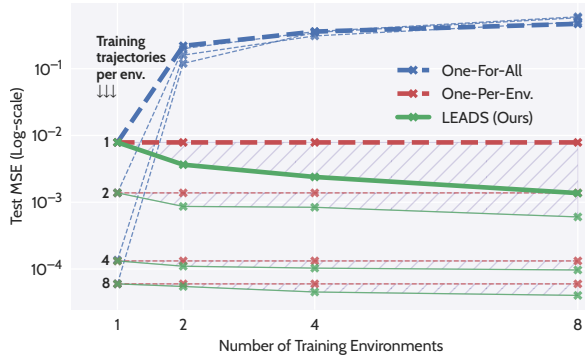 Training
trajectories
per env.
↓↓↓
One-For-All
One-Per-Env.
LEADS (Ours)
Test MSE (Log-scale)
10⁻¹
10⁻²
10⁻³
10⁻⁴
1
2
4
8
1 2 4 8
Number of Training Environments